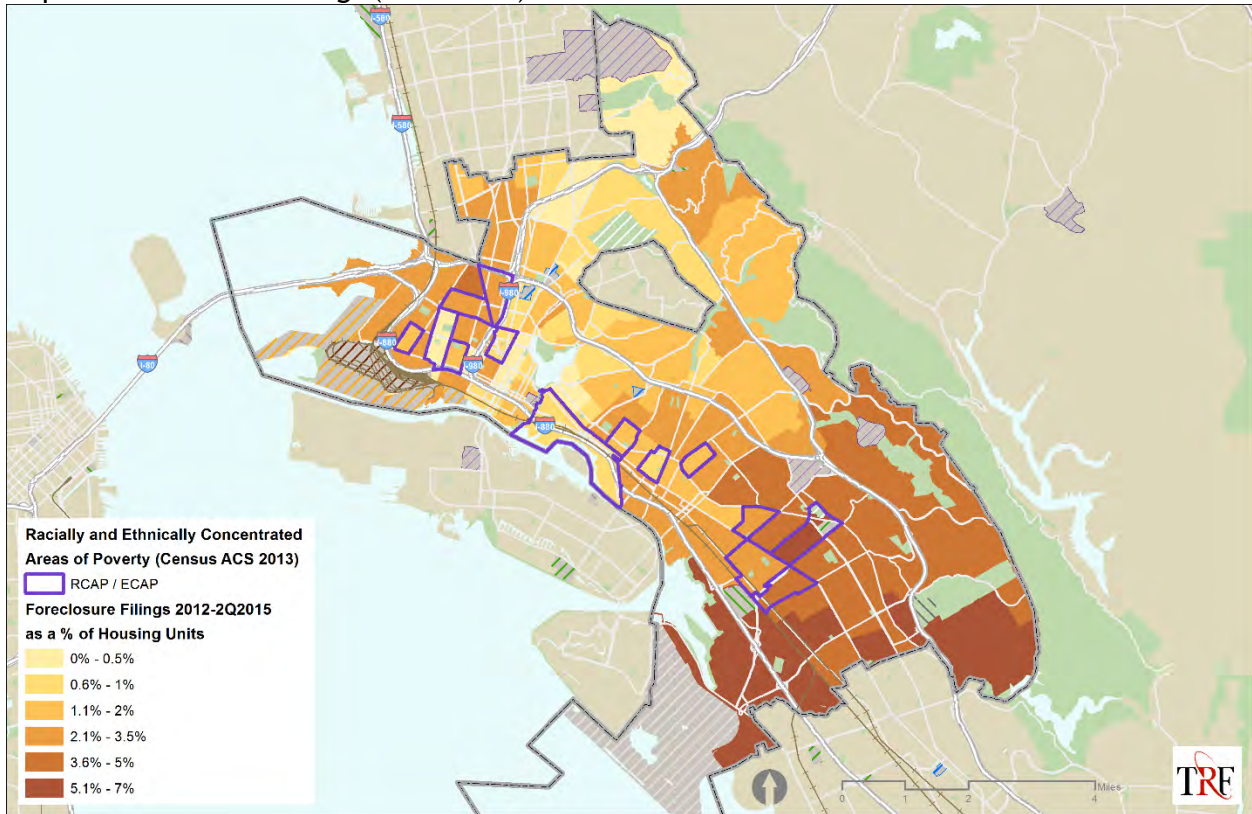 I-580
I-580
I-980
I-880
I-980
I-80
I-880
Racially and Ethnically Concentrated
Areas of Poverty (Census ACS 2013)
RCAP / ECAP
Foreclosure Filings 2012-2Q2015
as a % of Housing Units
0% - 0.5%
0.6% - 1%
1.1% - 2%
2.1% - 3.5%
3.6% - 5%
5.1% - 7%
Miles
0 1 2 4
TRF